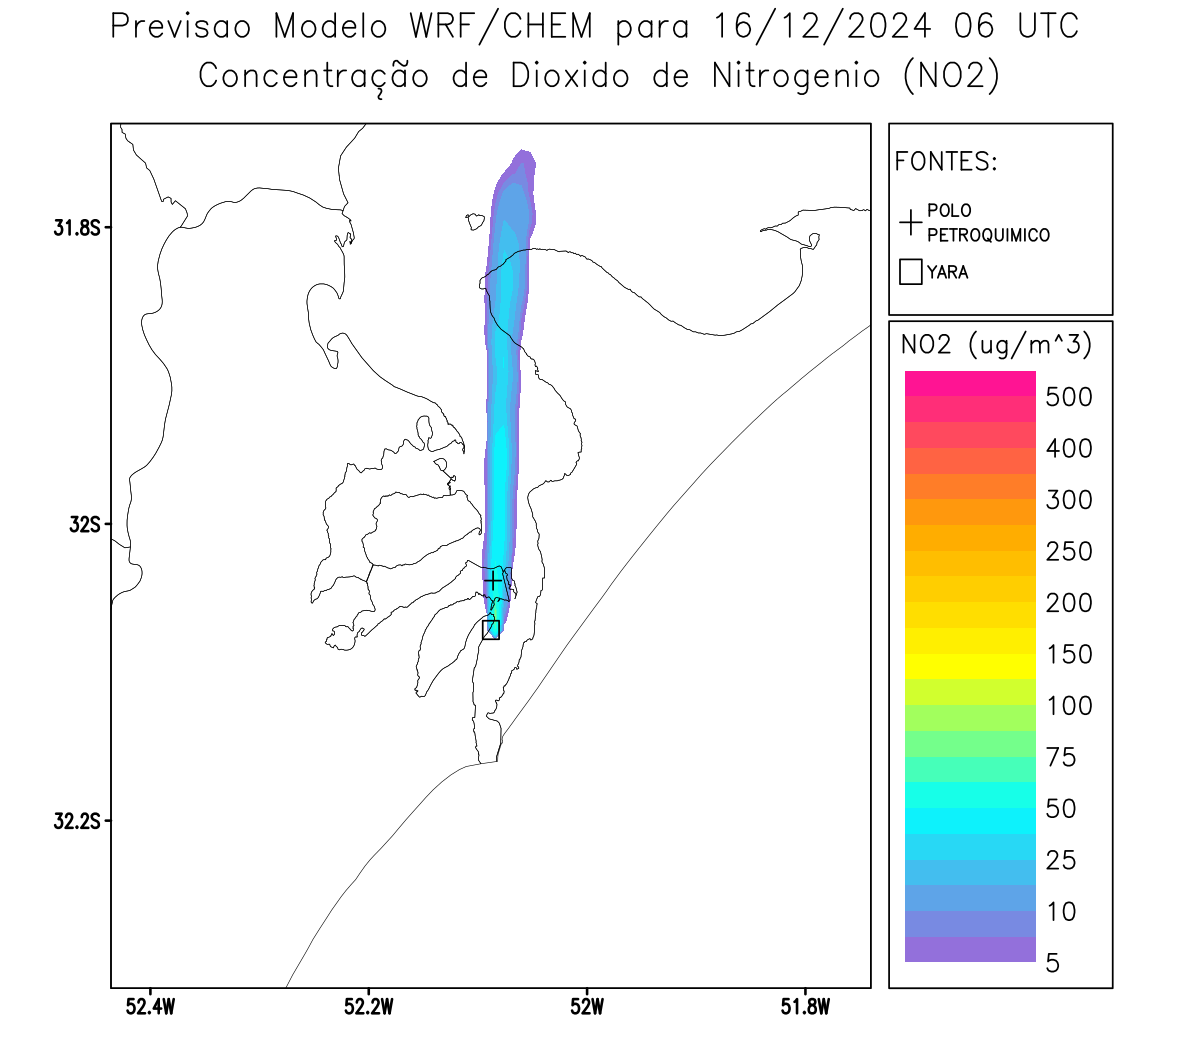 Previsao Modelo WRF/CHEM para 16/12/2024 06 UTC
Concentração de Dioxido de Nitrogenio (NO2)
FONTES:
POLO
PETROQUIMICO
YARA
NO2 (ug/m^3)
500
400
300
250
200
150
100
75
50
25
10
5
31.8S
32S
32.2S
52.4W
52.2W
52W
51.8W